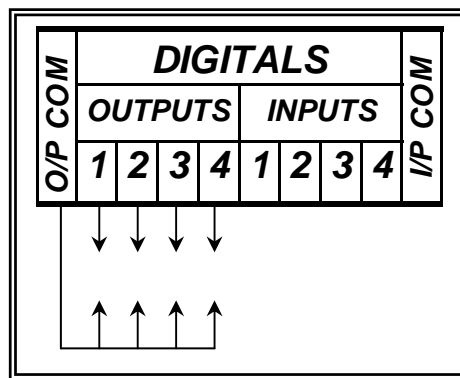 DIGITALS
O/P COM
OUTPUTS INPUTS
I/P COM
1 2 3 4 1 2 3 4